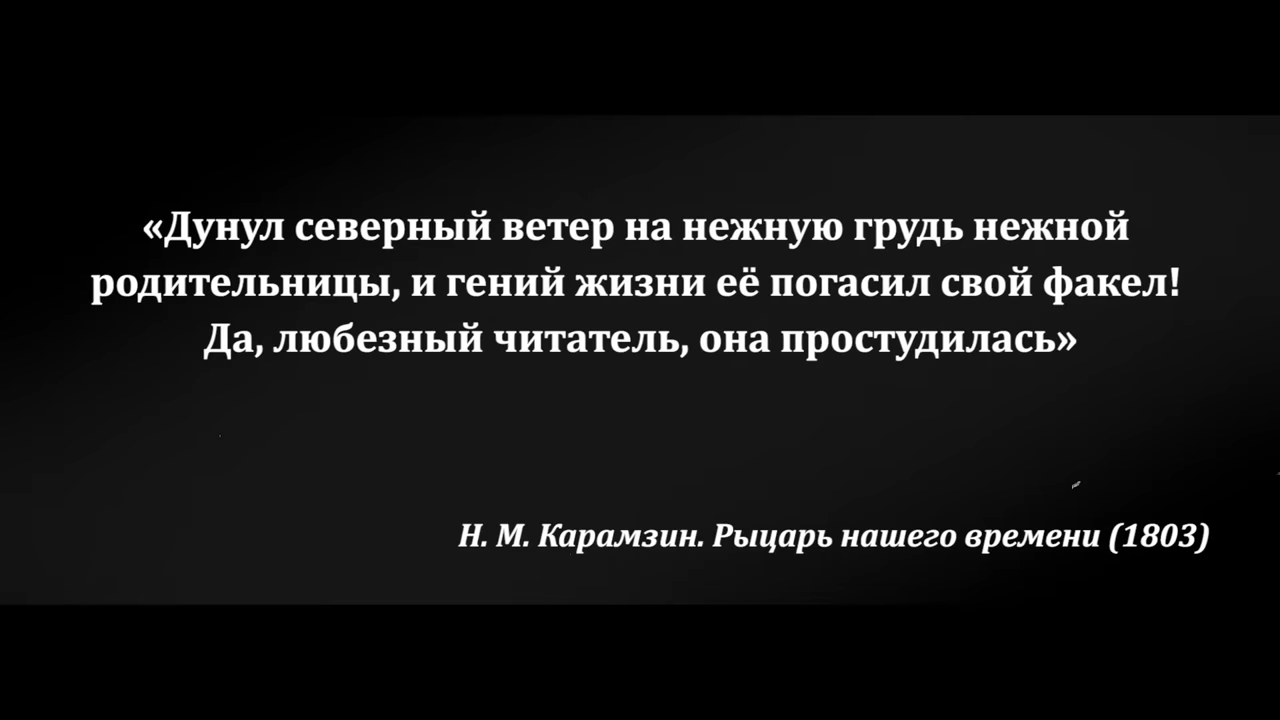 «Дунул северный ветер на нежную грудь нежной
родительницы, и гений жизни её погасил свой факел!
Да, любезный читатель, она простудилась»
Н. М. Карамзин. Рыцарь нашего времени (1803)